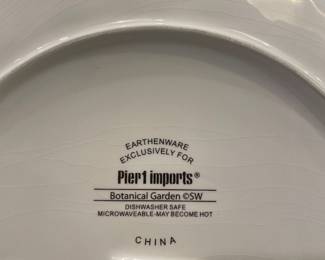 EARTHENWARE
EXCLUSIVELY FOR
Pier1 imports®
Botanical Garden ©SW
DISHWASHER SAFE
MICROWAVEABLE-MAY BECOME HOT
CHINA